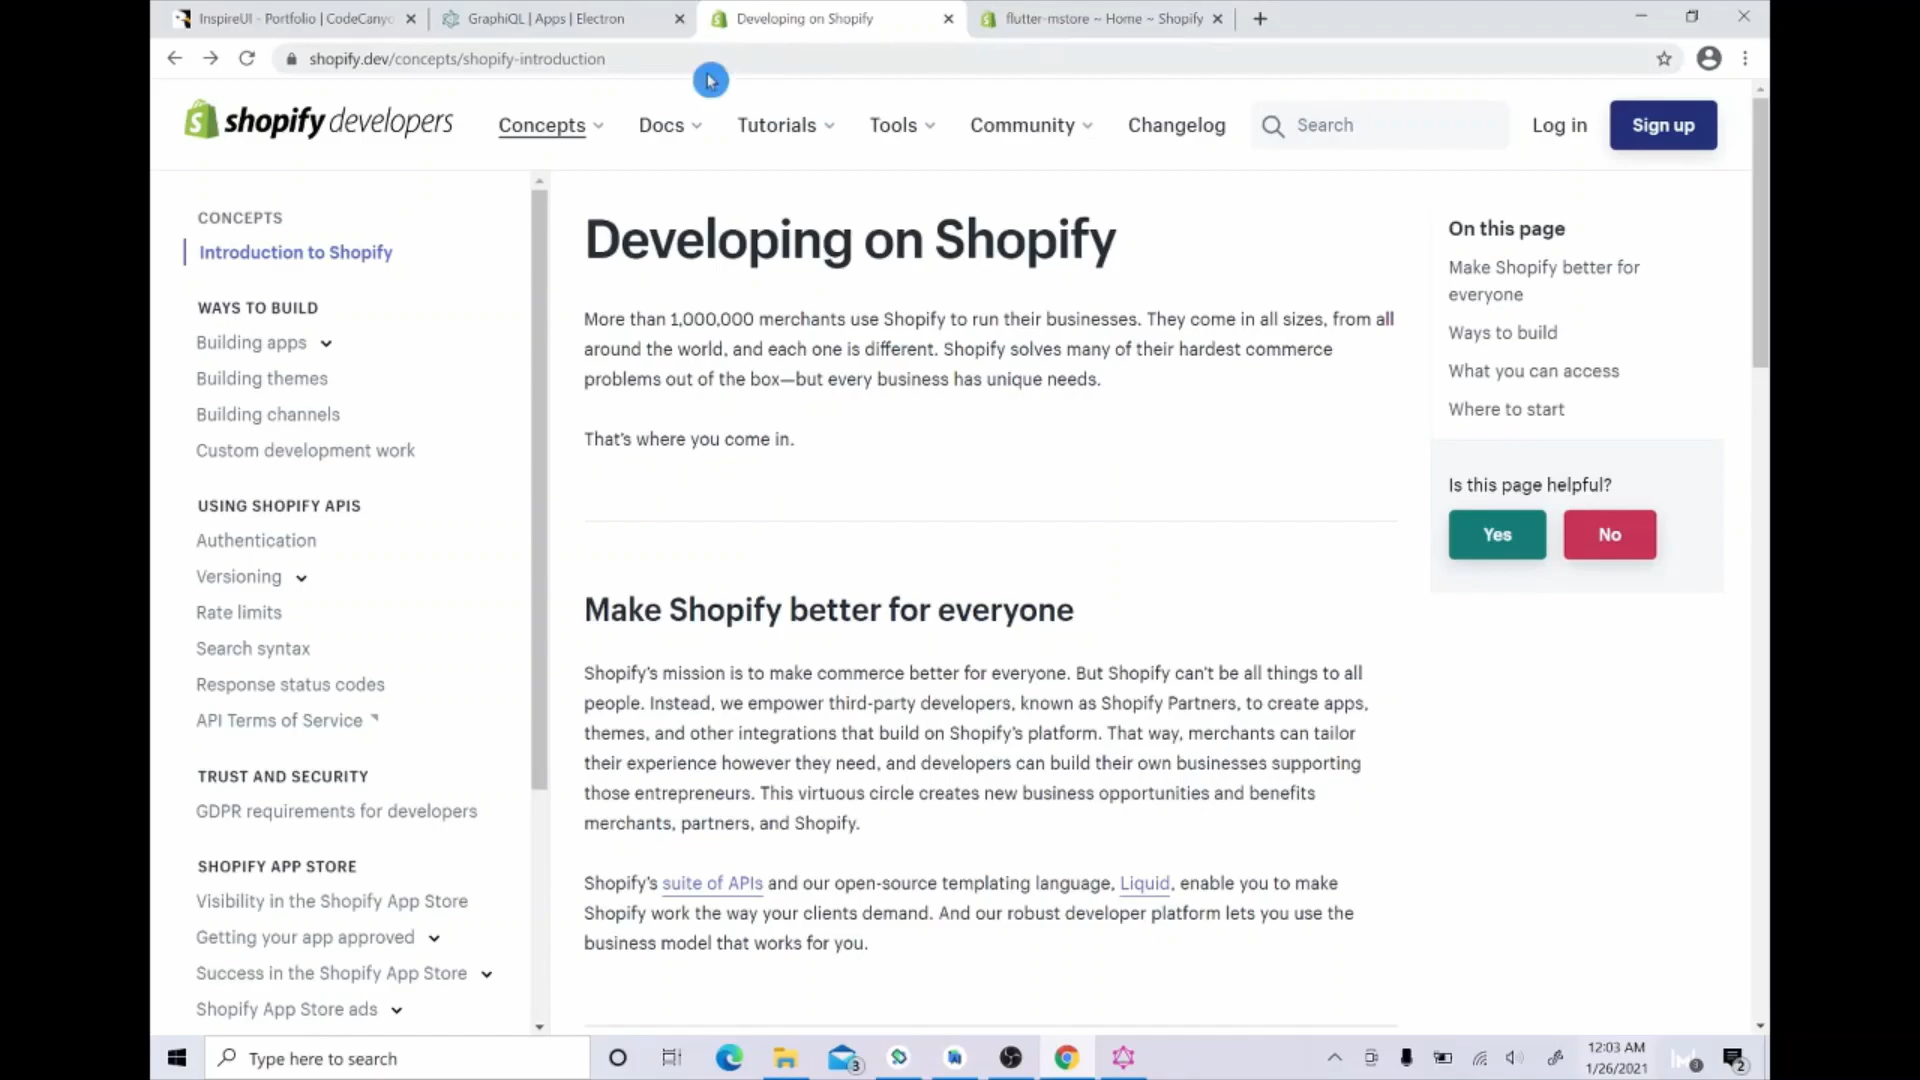 InspireUI - Portfolio | CodeCanyo
GraphiQL | Apps | Electron
Developing on Shopify
flutter-mstore ~ Home ~ Shopify
shopify.dev/concepts/shopify-introduction
shopify developers
Concepts
Docs
Tutorials
Tools
Community
Changelog
Search
Log in
Sign up
CONCEPTS
Introduction to Shopify
WAYS TO BUILD
Building apps
Building themes
Building channels
Custom development work
USING SHOPIFY APIS
Authentication
Versioning
Rate limits
Search syntax
Response status codes
API Terms of Service
TRUST AND SECURITY
GDPR requirements for developers
SHOPIFY APP STORE
Visibility in the Shopify App Store
Getting your app approved
Success in the Shopify App Store
Shopify App Store ads
Developing on Shopify
More than 1,000,000 merchants use Shopify to run their businesses. They come in all sizes, from all
around the world, and each one is different. Shopify solves many of their hardest commerce
problems out of the box—but every business has unique needs.
That's where you come in.
Make Shopify better for everyone
Shopify's mission is to make commerce better for everyone. But Shopify can't be all things to all
people. Instead, we empower third-party developers, known as Shopify Partners, to create apps,
themes, and other integrations that build on Shopify's platform. That way, merchants can tailor
their experience however they need, and developers can build their own businesses supporting
those entrepreneurs. This virtuous circle creates new business opportunities and benefits
merchants, partners, and Shopify.
Shopify's suite of APIs and our open-source templating language, Liquid, enable you to make
Shopify work the way your clients demand. And our robust developer platform lets you use the
business model that works for you.
On this page
Make Shopify better for
everyone
Ways to build
What you can access
Where to start
Is this page helpful?
Yes
No
Type here to search
3
12:03 AM
1/26/2021
2